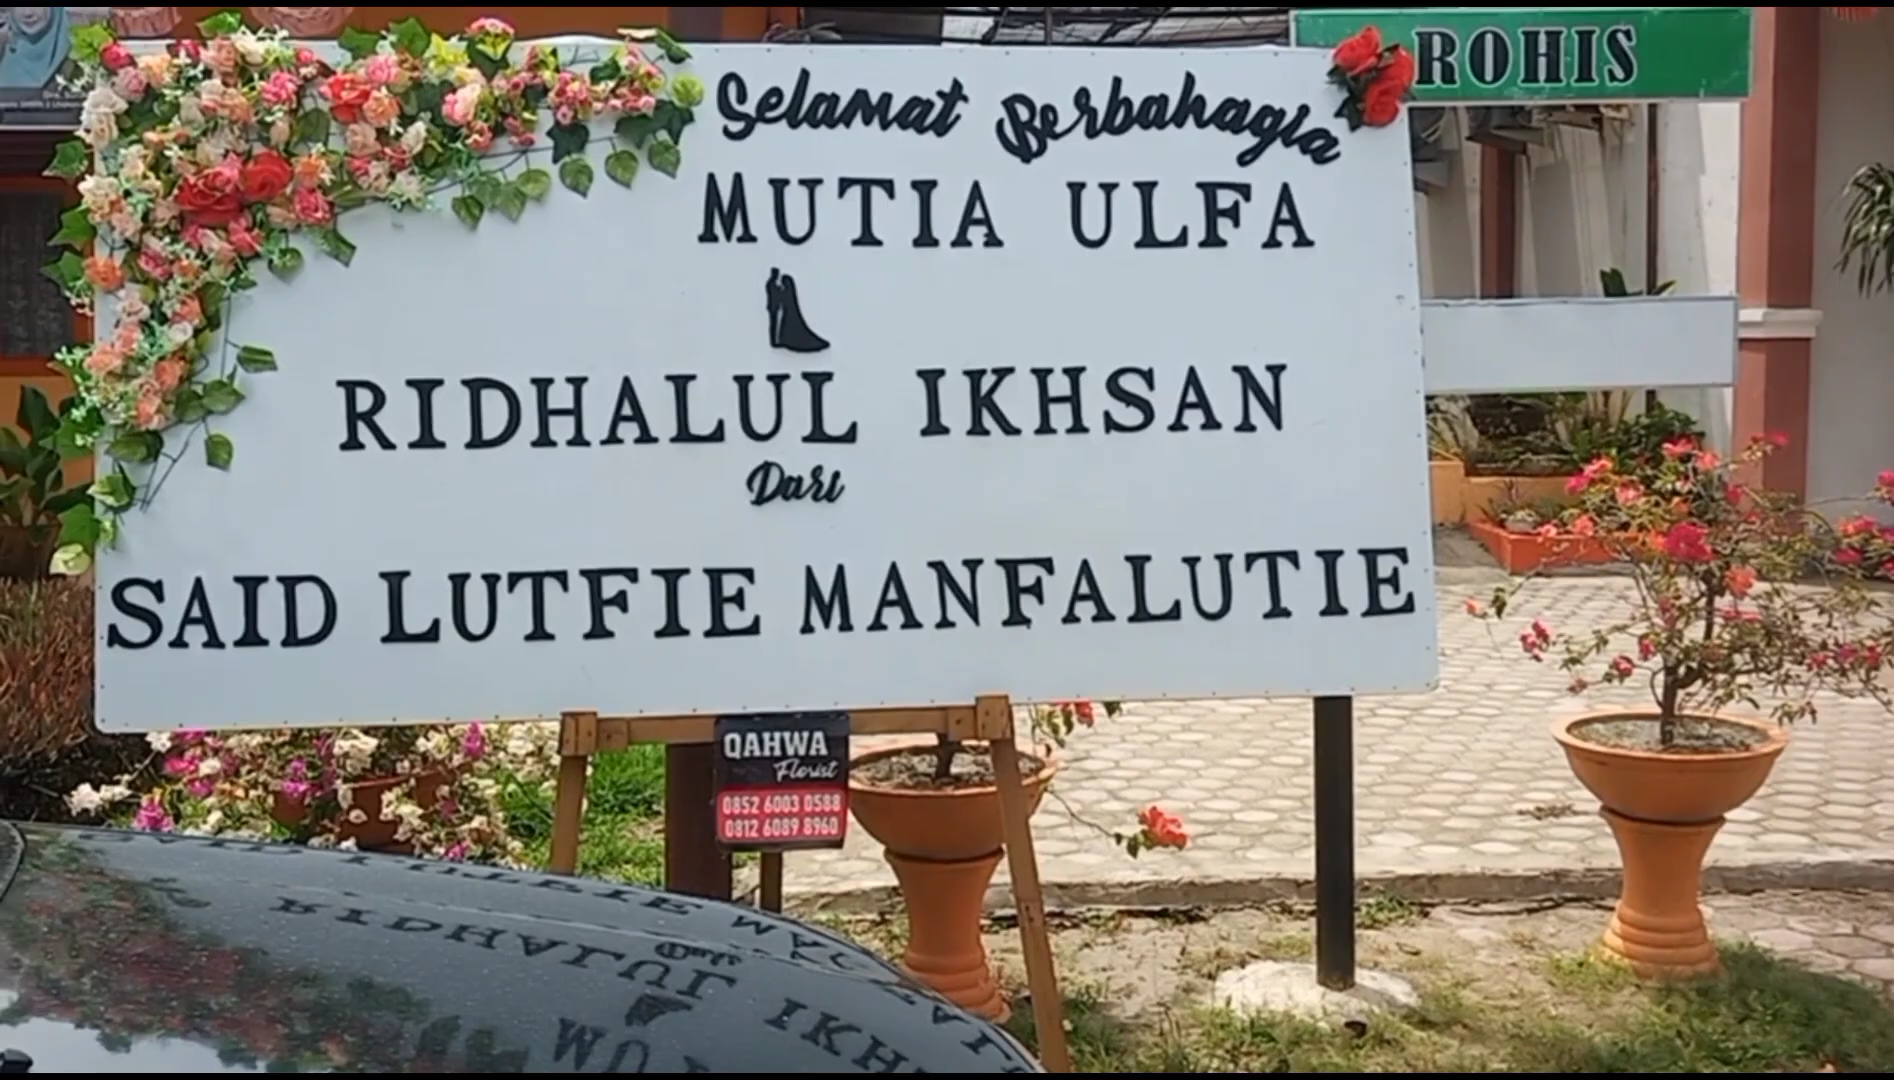 ROHIS
Selamat Berbahagia
MUTIA ULFA
RIDHALUL IKHSAN
Dari
SAID LUTFIE MANFALUTIE
QAHWA
Florist
0852 6003 0588
0812 6089 8960